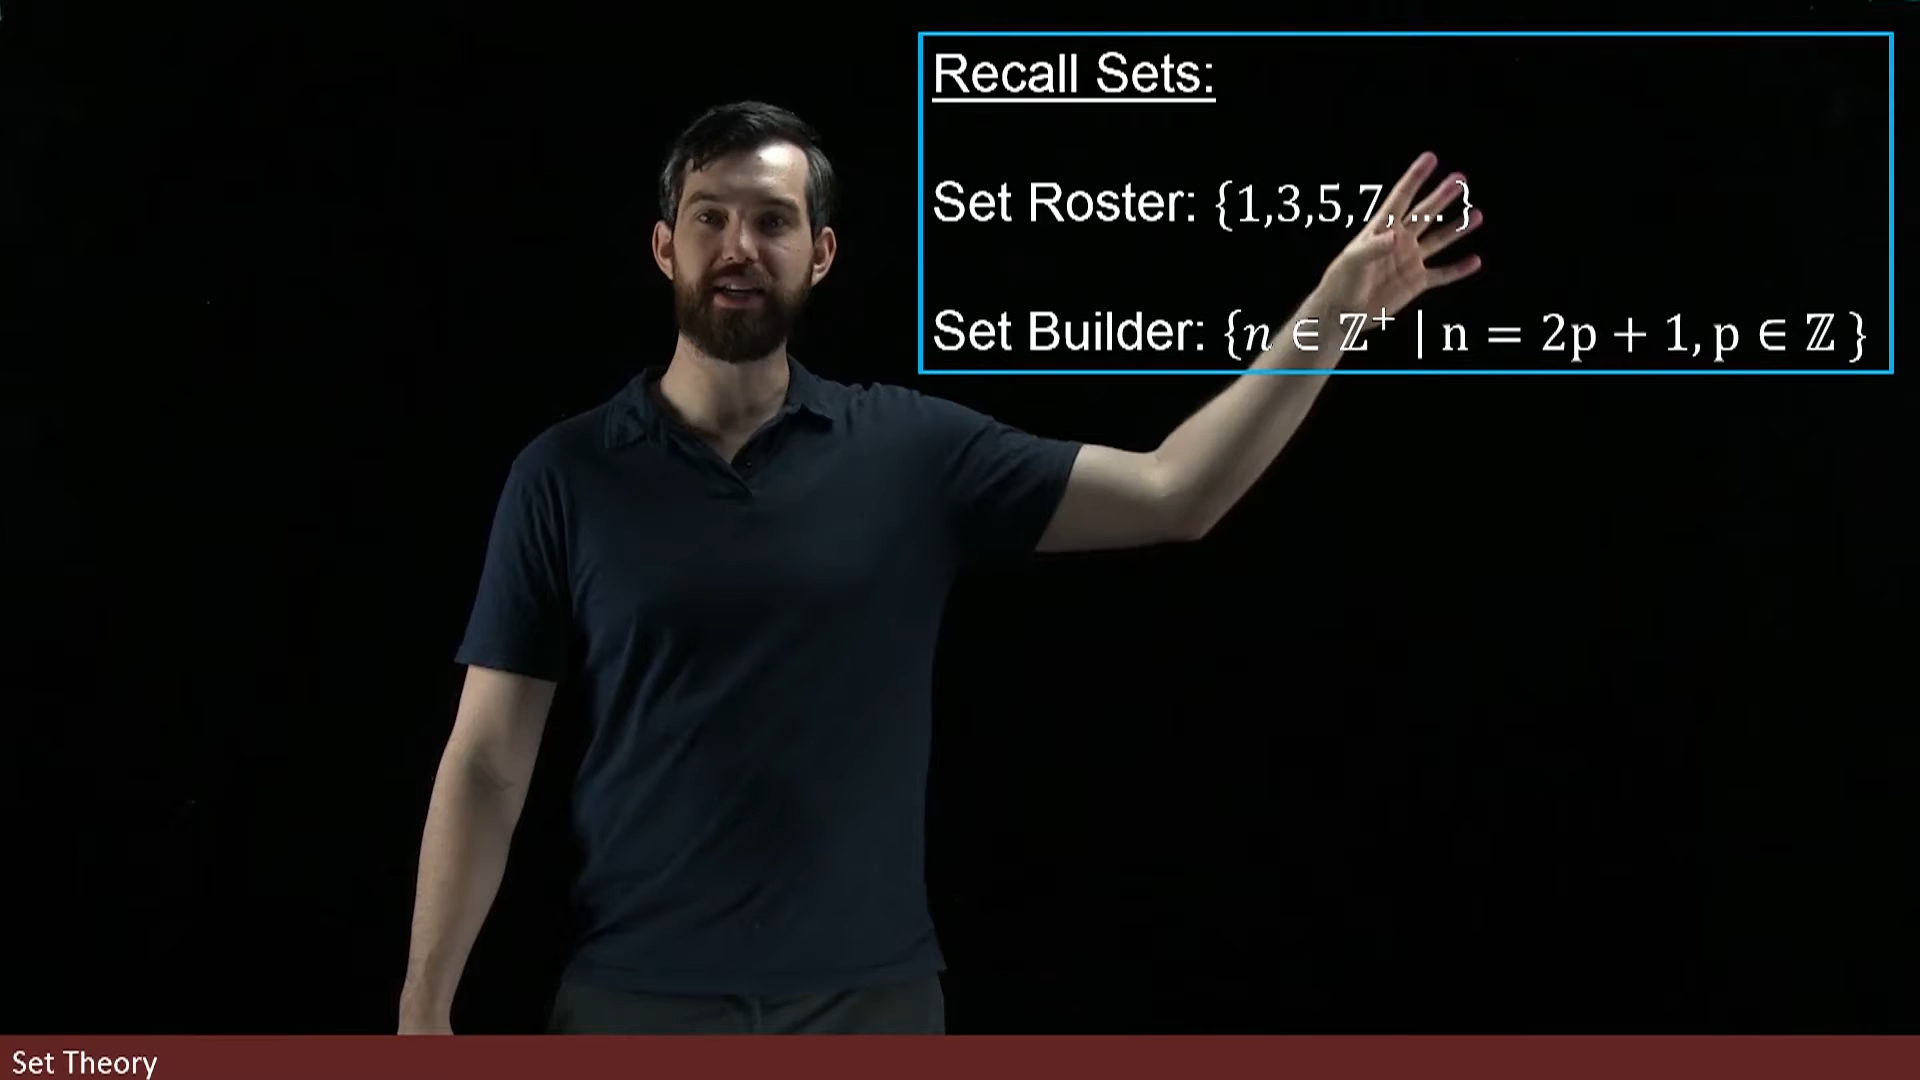 Recall Sets:
Set Roster: {1,3,5,7, ... }
Set Builder: {n ∈ ℤ⁺ | n = 2p + 1, p ∈ ℤ }
Set Theory